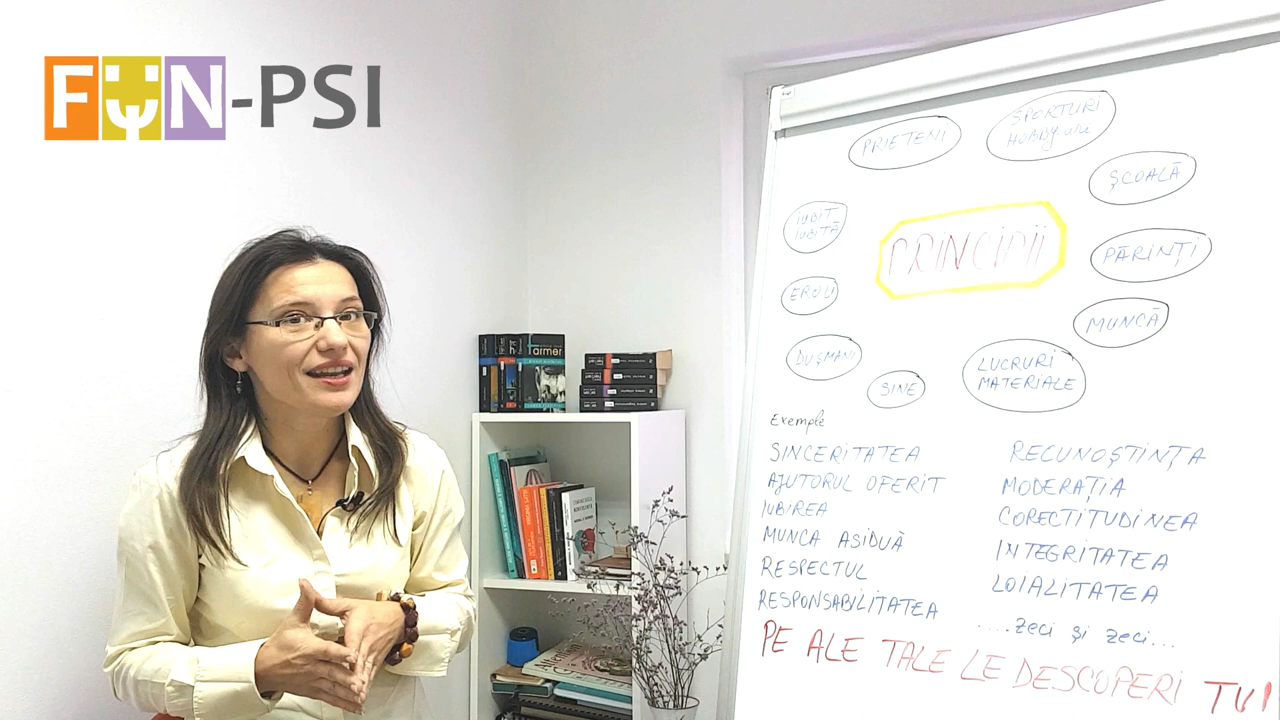 FUN-PSI
PRIETENI
SPORTURI
HOBBY-uri
ȘCOALĂ
IUBIT
IUBITĂ
PRINCIPII
PĂRINȚI
EROU
MUNCĂ
DUȘMANI
SINE
LUCRURI
MATERIALE
armer
Exemple
SINCERITATEA
AJUTORUL OFERIT
IUBIREA
MUNCA ASIDUĂ
RESPECTUL
RESPONSABILITATEA
RECUNOȘTINȚA
MODERAȚIA
CORECTITUDINEA
INTEGRITATEA
LOIALITATEA
....zeci și zeci...
PE ALE TALE LE DESCOPERI TU!